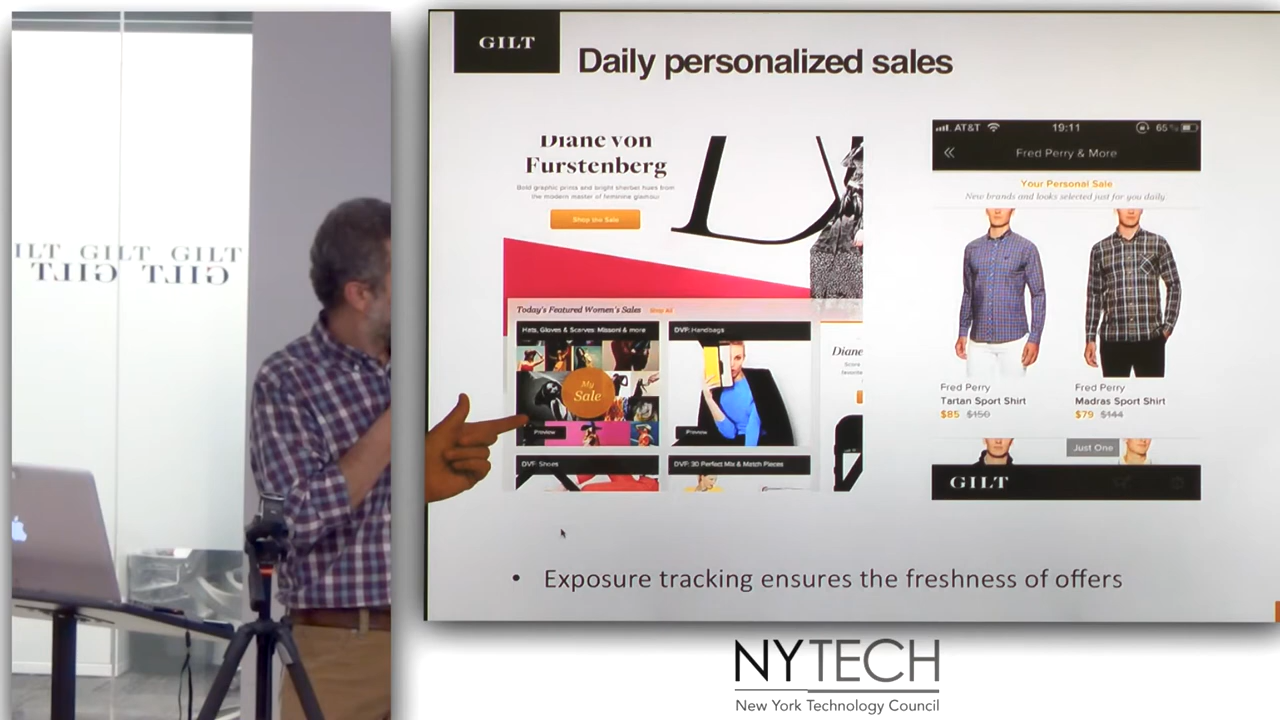 ILT GILT GILT
GILT
Daily personalized sales
Diane von
Furstenberg
Bold graphic prints and bright sherbet hues from
the modern master of feminine glamour
Shop the Sale
Today's Featured Women's Sales Shop All
Hats, Gloves & Scarves: Missoni & more
My
Sale
Preview
DVF: Handbags
Preview
Diane
DVF: Shoes
DVF: 30 Perfect Mix & Match Pieces
AT&T 19:11 65%
Fred Perry & More
Your Personal Sale
New brands and looks selected just for you daily
Fred Perry
Tartan Sport Shirt
$85 $150
Fred Perry
Madras Sport Shirt
$79 $144
Just One
GILT
• Exposure tracking ensures the freshness of offers
NYTECH
New York Technology Council